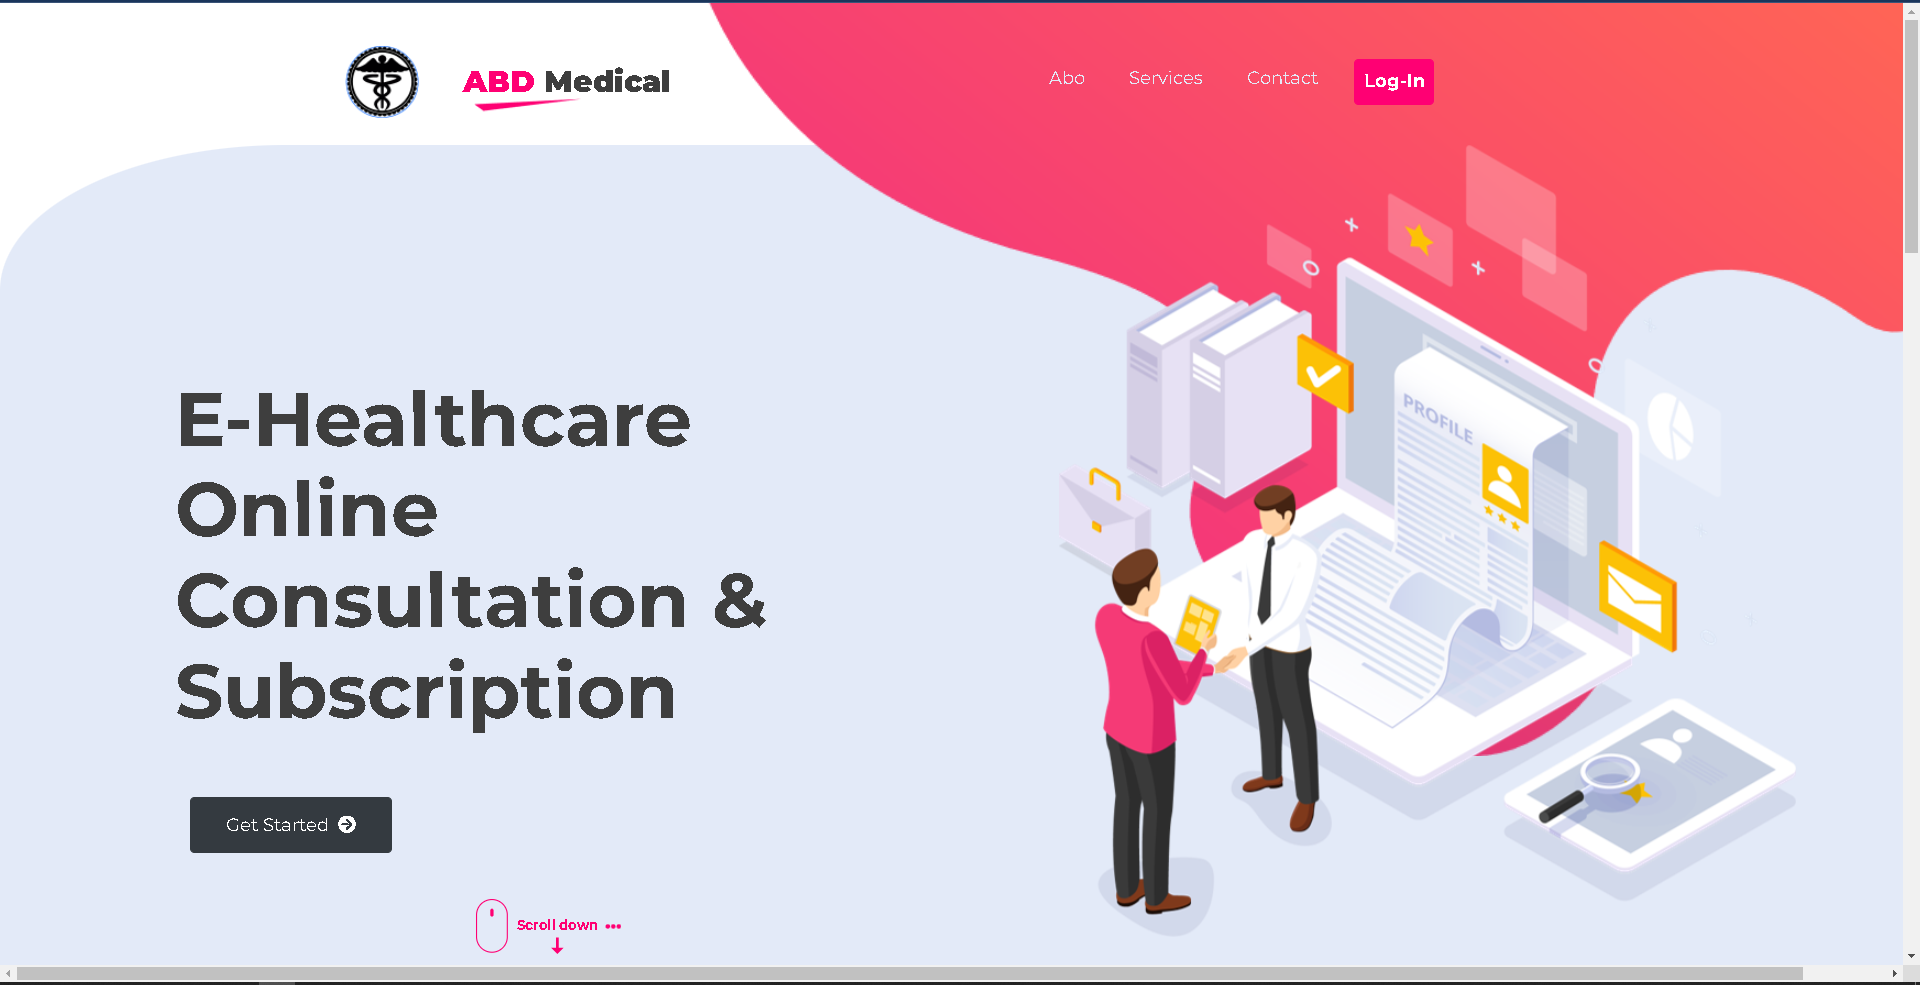 ABD Medical
Abo
Services
Contact
Log-In
E-Healthcare
Online
Consultation &
Subscription
Get Started
Scroll down •••
PROFILE